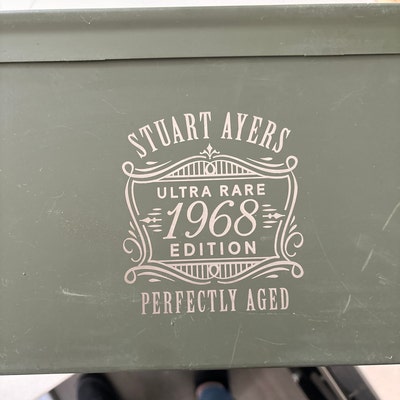 STUART AYERS
ULTRA RARE
1968
EDITION
PERFECTLY AGED